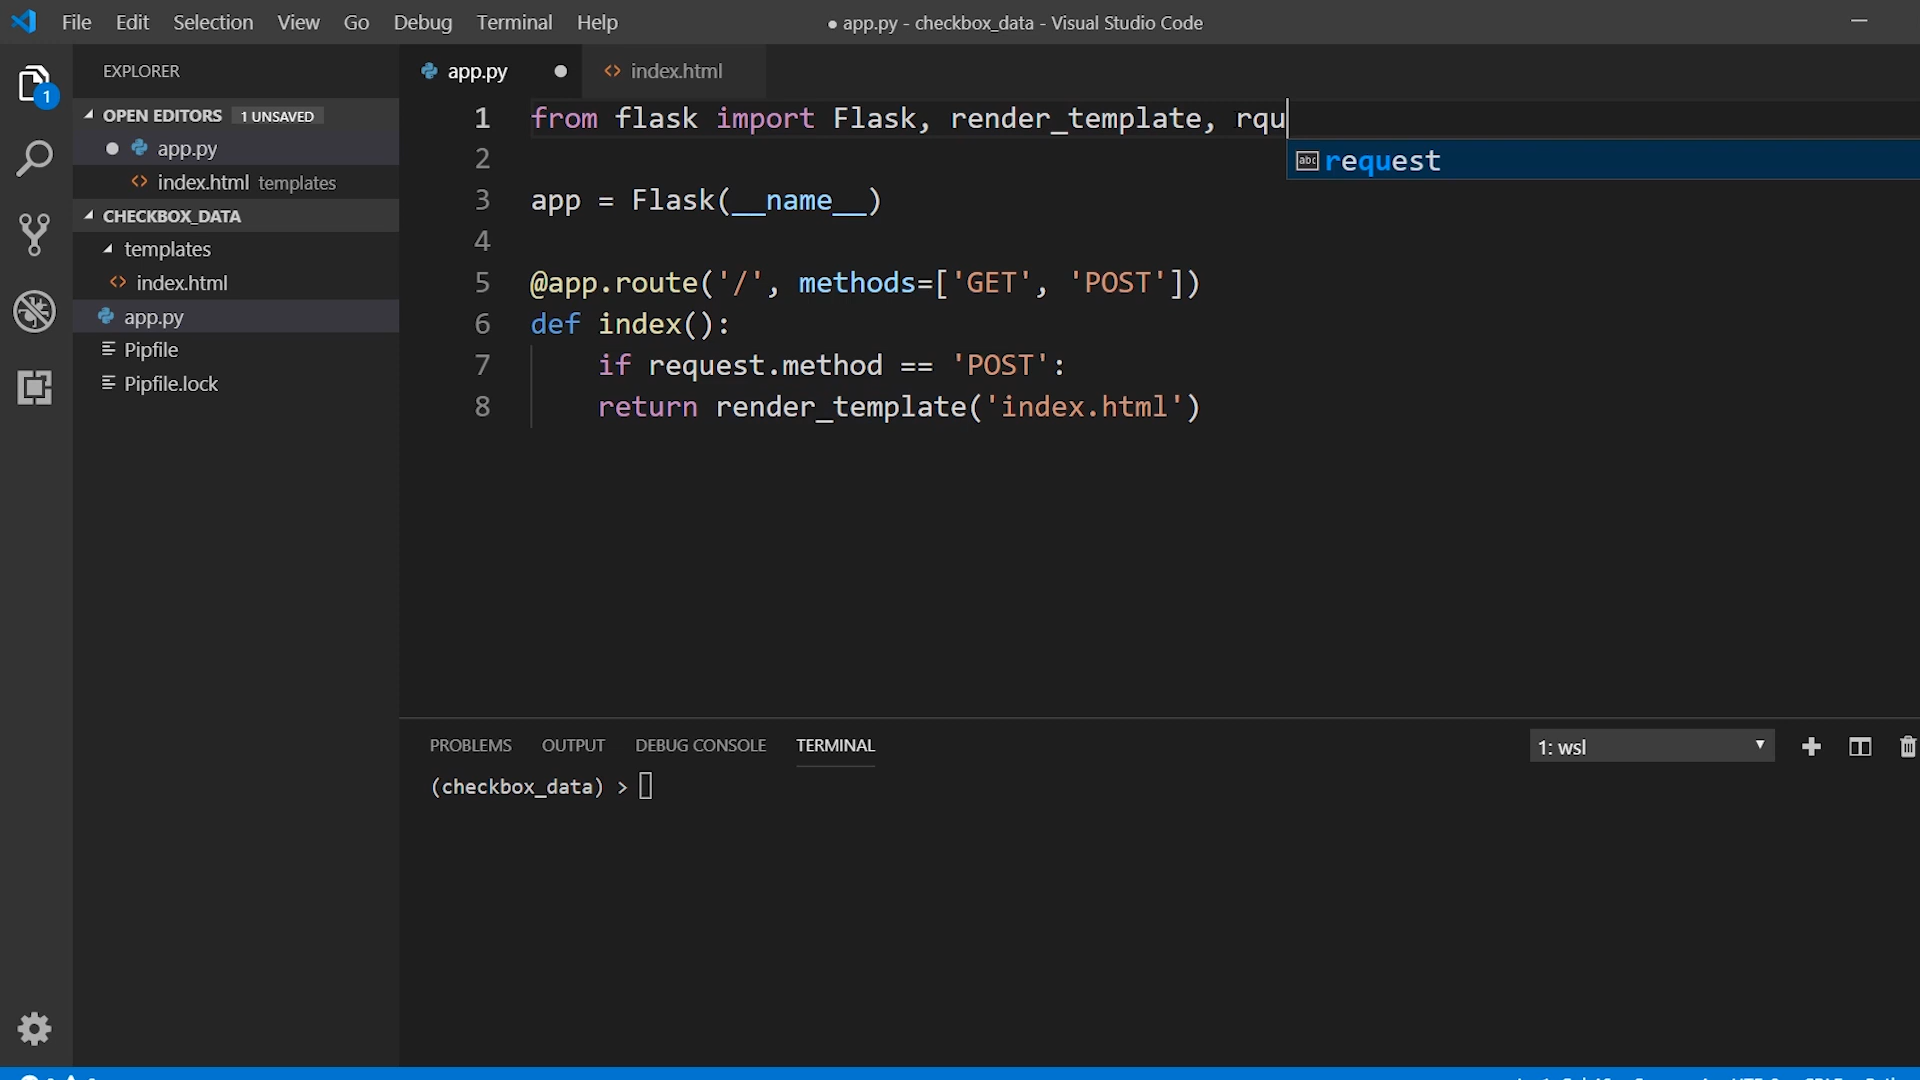 File Edit Selection View Go Debug Terminal Help
● app.py - checkbox_data - Visual Studio Code
EXPLORER
1
OPEN EDITORS 1 UNSAVED
app.py
index.html templates
CHECKBOX_DATA
templates
index.html
app.py
Pipfile
Pipfile.lock
app.py
index.html
1 from flask import Flask, render_template, rqu
abc request
2
3 app = Flask(__name__)
4
5 @app.route('/', methods=['GET', 'POST'])
6 def index():
7 if request.method == 'POST':
8 return render_template('index.html')
PROBLEMS OUTPUT DEBUG CONSOLE TERMINAL
1: wsl
(checkbox_data) >